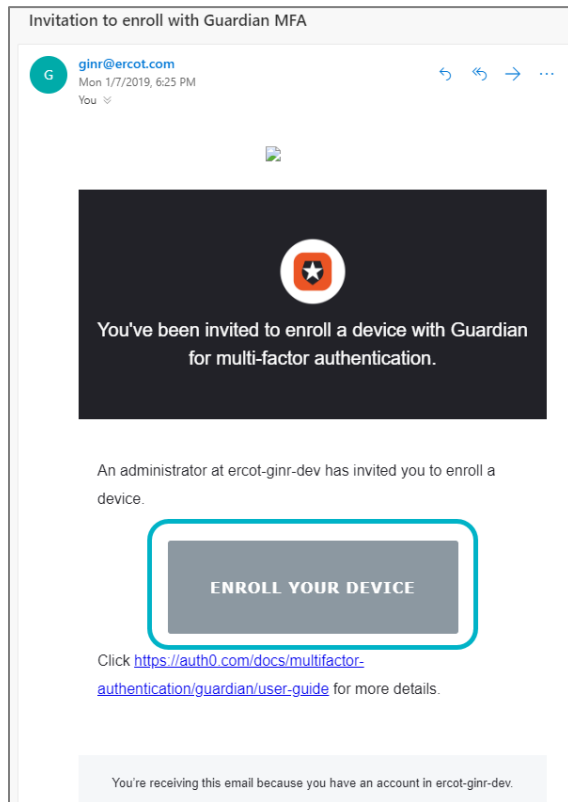 Invitation to enroll with Guardian MFA
G
ginr@ercot.com
Mon 1/7/2019, 6:25 PM
You
You've been invited to enroll a device with Guardian
for multi-factor authentication.
An administrator at ercot-ginr-dev has invited you to enroll a
device.
ENROLL YOUR DEVICE
Click https://auth0.com/docs/multifactor-
authentication/guardian/user-guide for more details.
You're receiving this email because you have an account in ercot-ginr-dev.